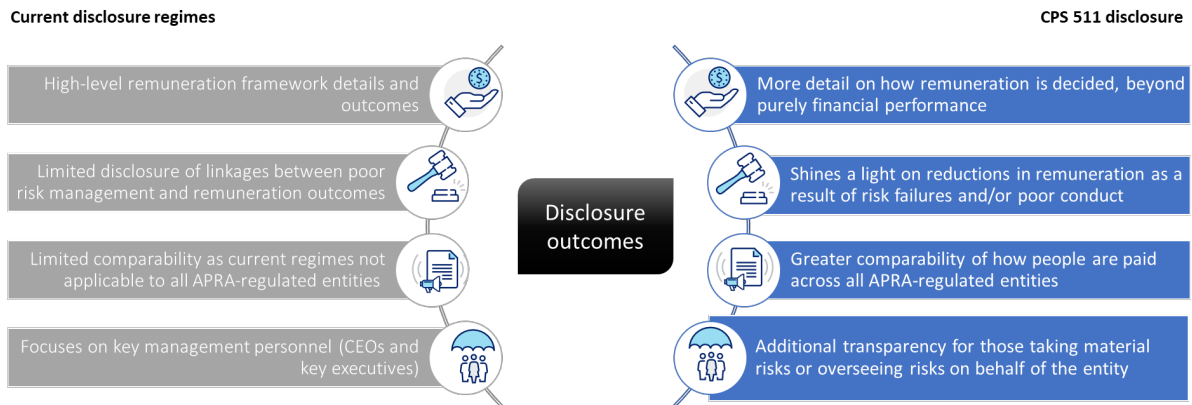 Current disclosure regimes
CPS 511 disclosure
High-level remuneration framework details and
outcomes
Limited disclosure of linkages between poor
risk management and remuneration outcomes
Limited comparability as current regimes not
applicable to all APRA-regulated entities
Focuses on key management personnel (CEOs and
key executives)
Disclosure
outcomes
More detail on how remuneration is decided, beyond
purely financial performance
Shines a light on reductions in remuneration as a
result of risk failures and/or poor conduct
Greater comparability of how people are paid
across all APRA-regulated entities
Additional transparency for those taking material
risks or overseeing risks on behalf of the entity